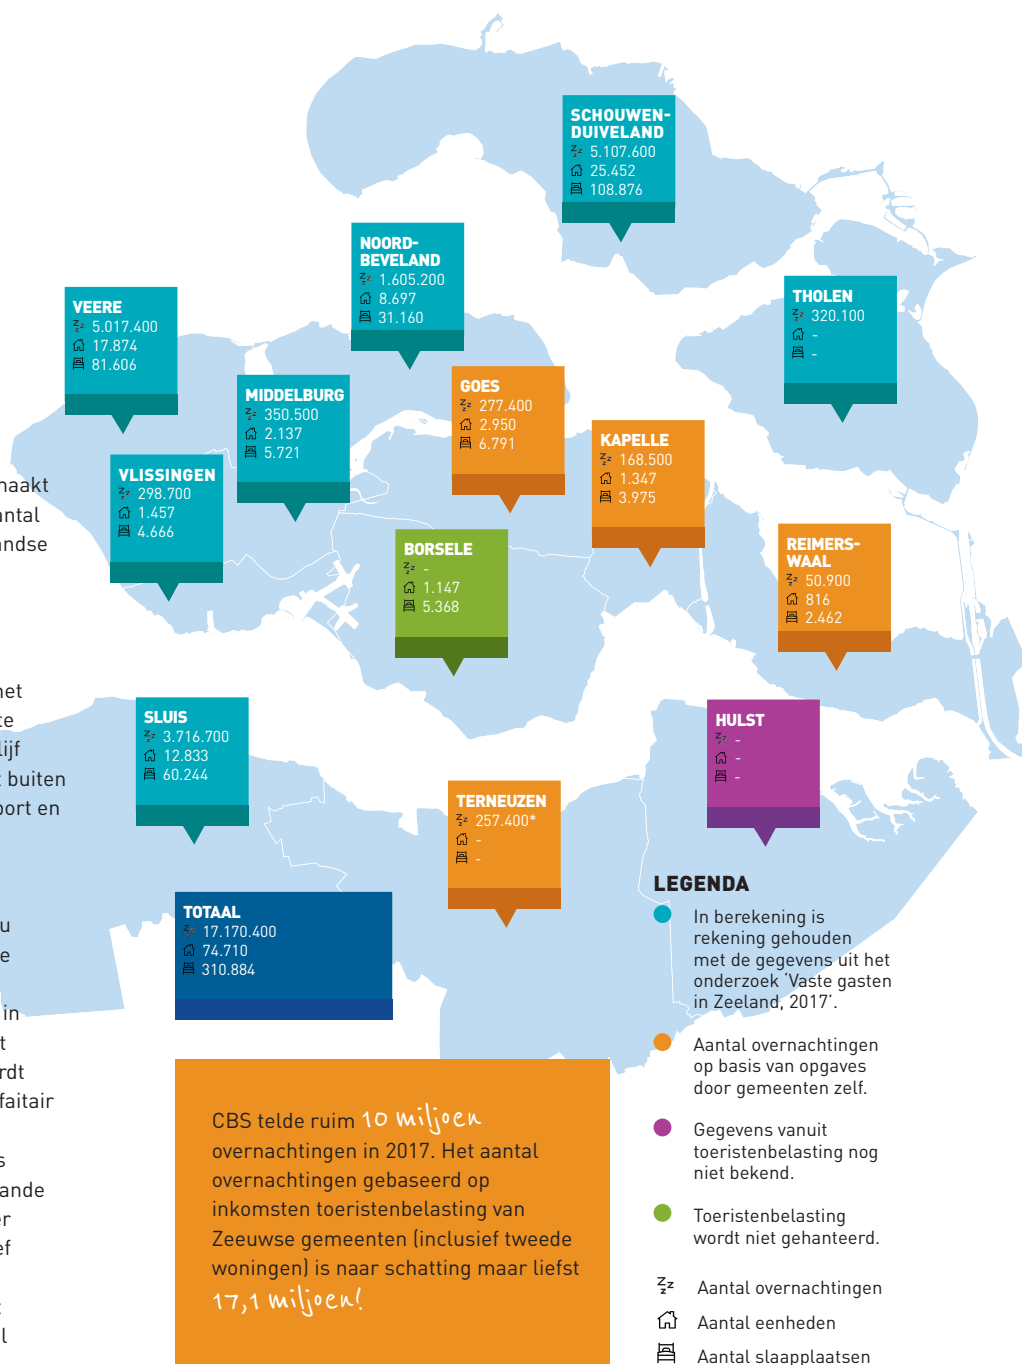 SCHOUWEN-
DUIVELAND
5.107.600
25.452
108.876
NOORD-
BEVELAND
1.605.200
8.697
31.160
THOLEN
320.100
-
-
VEERE
5.017.400
17.874
81.606
MIDDELBURG
350.500
2.137
5.721
GOES
277.400
2.950
6.791
KAPELLE
168.500
1.347
3.975
VLISSINGEN
298.700
1.457
4.666
BORSELE
-
1.147
5.368
REIMERS-
WAAL
50.900
816
2.462
SLUIS
3.716.700
12.833
60.244
HULST
-
-
-
TERNEUZEN
257.400*
-
-
TOTAAL
17.170.400
74.710
310.884
naakt
antal
andse
net
te
lijf
t buiten
port en
u
e
in
t
rdt
faitair
s
ande
er
ef
t
l
CBS telde ruim 10 miljoen
overnachtingen in 2017. Het aantal
overnachtingen gebaseerd op
inkomsten toeristenbelasting van
Zeeuwse gemeenten (inclusief tweede
woningen) is naar schatting maar liefst
17,1 miljoen!
LEGENDA
In berekening is
rekening gehouden
met de gegevens uit het
onderzoek ‘Vaste gasten
in Zeeland, 2017’.
Aantal overnachtingen
op basis van opgaves
door gemeenten zelf.
Gegevens vanuit
toeristenbelasting nog
niet bekend.
Toeristenbelasting
wordt niet gehanteerd.
Aantal overnachtingen
Aantal eenheden
Aantal slaapplaatsen